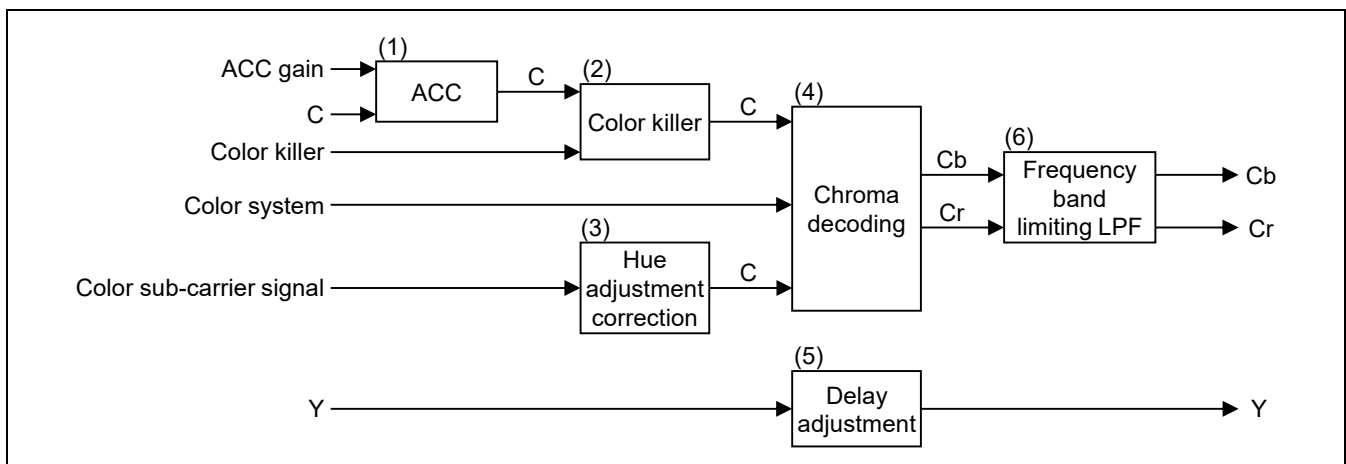 (1)
ACC gain
ACC
C
C
(2)
Color killer
C
Color killer
(4)
Chroma
decoding
Cb
Cr
(6)
Frequency
band
limiting LPF
Cb
Cr
Color system
(3)
Hue
adjustment
correction
C
Color sub-carrier signal
(5)
Delay
adjustment
Y
Y